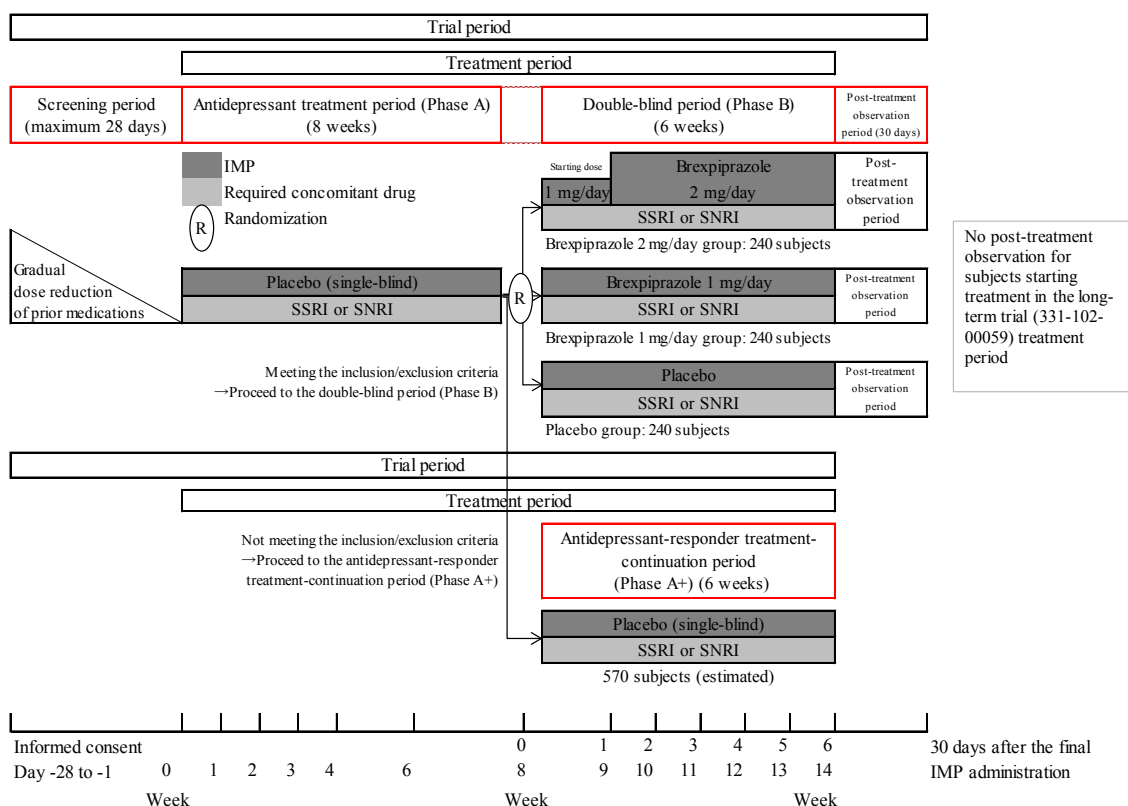 Trial period
Treatment period
Screening period
(maximum 28 days)
Antidepressant treatment period (Phase A)
(8 weeks)
Double-blind period (Phase B)
(6 weeks)
Post-treatment
observation
period (30 days)
IMP
Required concomitant drug
R
Randomization
Starting dose
1 mg/day
Brexpiprazole
2 mg/day
SSRI or SNRI
Post-
treatment
observation
period
Brexpiprazole 2 mg/day group: 240 subjects
Gradual
dose reduction
of prior medications
Placebo (single-blind)
SSRI or SNRI
R
Brexpiprazole 1 mg/day
SSRI or SNRI
Post-treatment
observation
period
Brexpiprazole 1 mg/day group: 240 subjects
No post-treatment
observation for
subjects starting
treatment in the long-
term trial (331-102-
00059) treatment
period
Meeting the inclusion/exclusion criteria
→Proceed to the double-blind period (Phase B)
Placebo
SSRI or SNRI
Post-treatment
observation
period
Placebo group: 240 subjects
Trial period
Treatment period
Not meeting the inclusion/exclusion criteria
→Proceed to the antidepressant-responder
treatment-continuation period (Phase A+)
Antidepressant-responder treatment-
continuation period
(Phase A+) (6 weeks)
Placebo (single-blind)
SSRI or SNRI
570 subjects (estimated)
Informed consent 0 1 2 3 4 5 6 30 days after the final
Day -28 to -1 0 1 2 3 4 6 8 9 10 11 12 13 14 IMP administration
Week Week Week